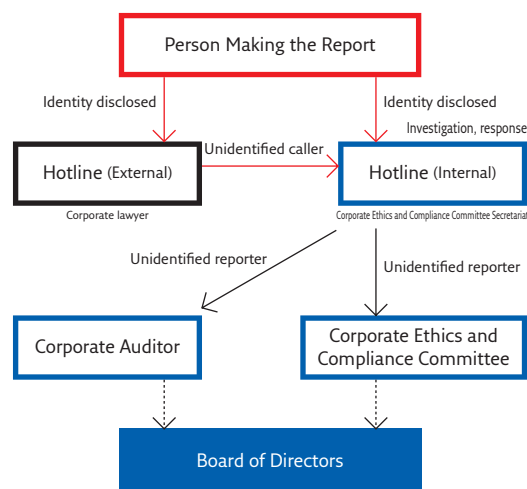 Person Making the Report
Identity disclosed
Identity disclosed
Investigation, response
Unidentified caller
Hotline (External)
Hotline (Internal)
Corporate lawyer
Corporate Ethics and Compliance Committee Secretariat
Unidentified reporter
Unidentified reporter
Corporate Auditor
Corporate Ethics and
Compliance Committee
Board of Directors